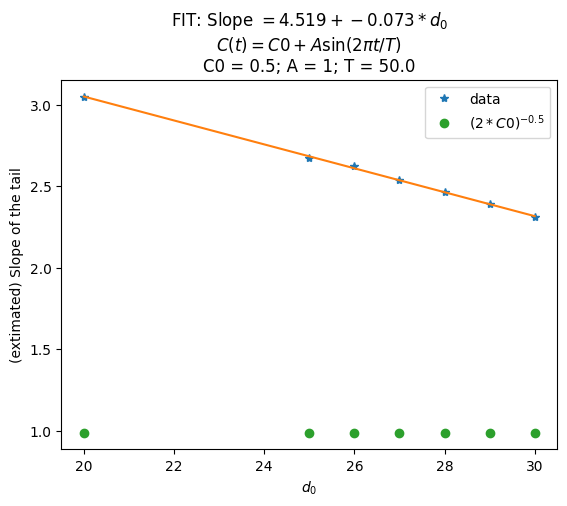 FIT: Slope = 4.519 + −0.073 * d₀
C(t) = C0 + A sin(2πt/T)
C0 = 0.5; A = 1; T = 50.0
(extimated) Slope of the tail
3.0
2.5
2.0
1.5
1.0
data
(2 * C0)^−0.5
20 22 24 26 28 30
d₀